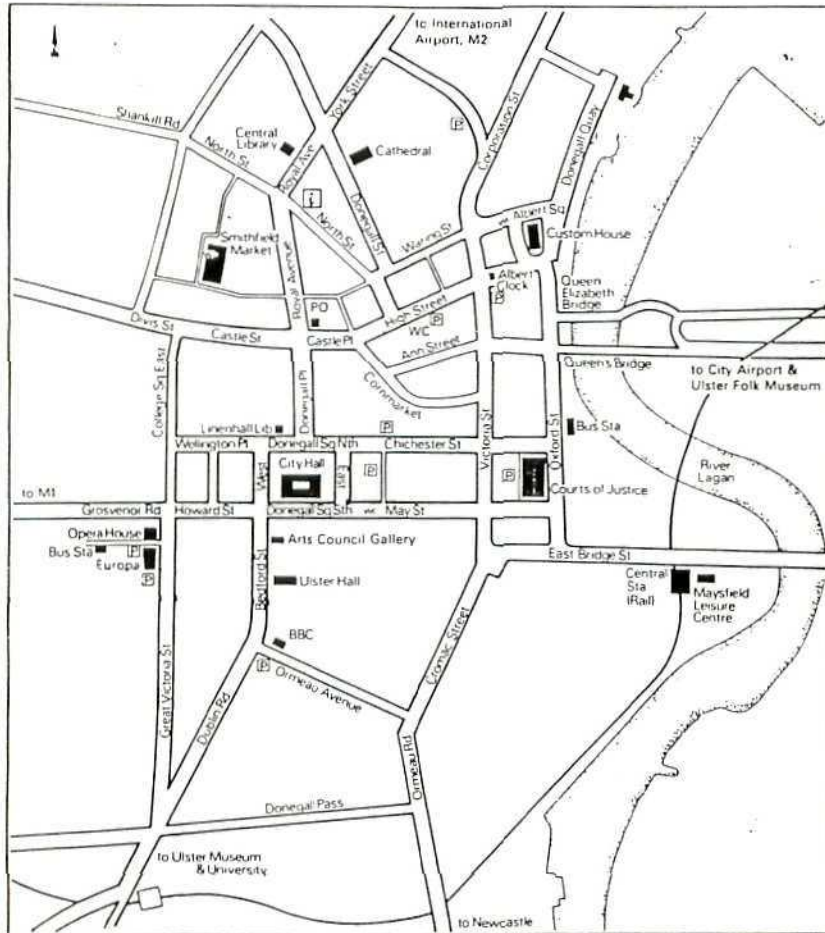 to International
Airport, M2
York Street
Shankill Rd
Central
Library
North St
Royal Ave
Cathedral
P
Corporation St
Donegall Quay
i
Donegall St
North St
Waring St
Albert Sq
Custom House
Smithfield
Market
Royal Avenue
Albert
Clock
Queen
Elizabeth
Bridge
PO
High Street
P
WC
Divis St
Castle St
Castle Pl
Ann Street
Cornmarket
Queen's Bridge
to City Airport &
Ulster Folk Museum
College Sq East
Donegall Pl
Linenhall Lib
P
Victoria St
Oxford St
Bus Sta
Wellington Pl
Donegall Sq Nth
Chichester St
West
City Hall
East
P
P
Courts of Justice
River
Lagan
to M1
Grosvenor Rd
Howard St
Donegall Sq Sth
May St
Opera House
Bus Sta
P
Europa
P
Arts Council Gallery
East Bridge St
Bedford St
Ulster Hall
Central
Sta
(Rail)
Maysfield
Leisure
Centre
BBC
P
Ormeau Avenue
Cromac Street
Great Victoria St
Dublin Rd
Ormeau Rd
Donegal Pass
to Ulster Museum
& University
to Newcastle